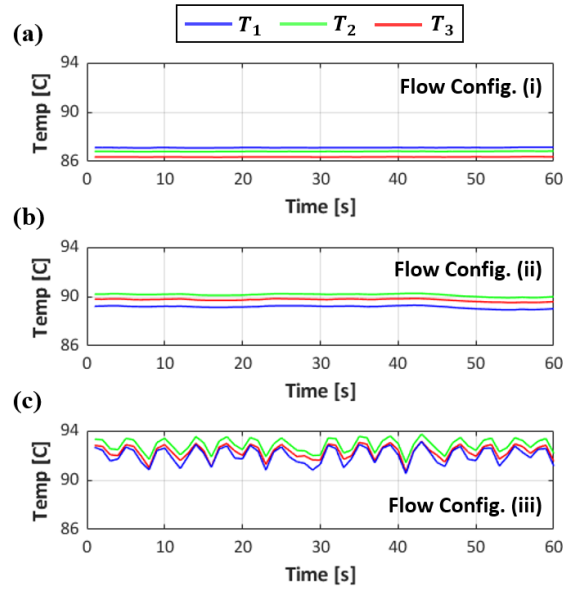 T₁ T₂ T₃
(a)
94
90
86
Temp [C]
Flow Config. (i)
0 10 20 30 40 50 60
Time [s]
(b)
94
90
86
Temp [C]
Flow Config. (ii)
0 10 20 30 40 50 60
Time [s]
(c)
94
90
86
Temp [C]
Flow Config. (iii)
0 10 20 30 40 50 60
Time [s]